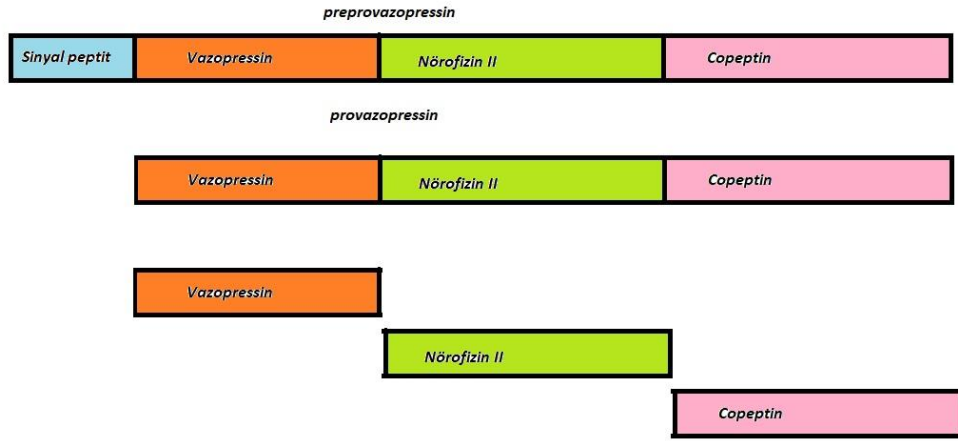 preprovazopressin
Sinyal peptit Vazopressin Nörofizin II Copeptin
provazopressin
Vazopressin Nörofizin II Copeptin
Vazopressin
Nörofizin II
Copeptin